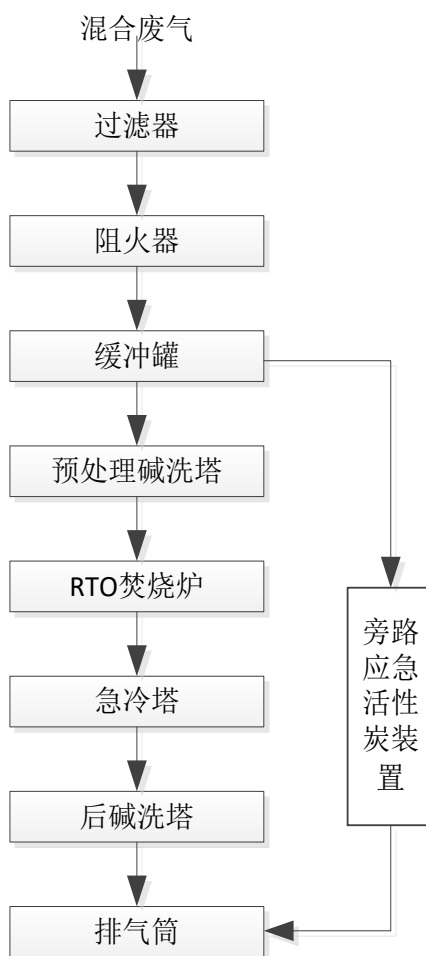 混合废气
过滤器
阻火器
缓冲罐
预处理碱洗塔
RTO焚烧炉
急冷塔
后碱洗塔
排气筒
旁路
应急
活性
炭装
置